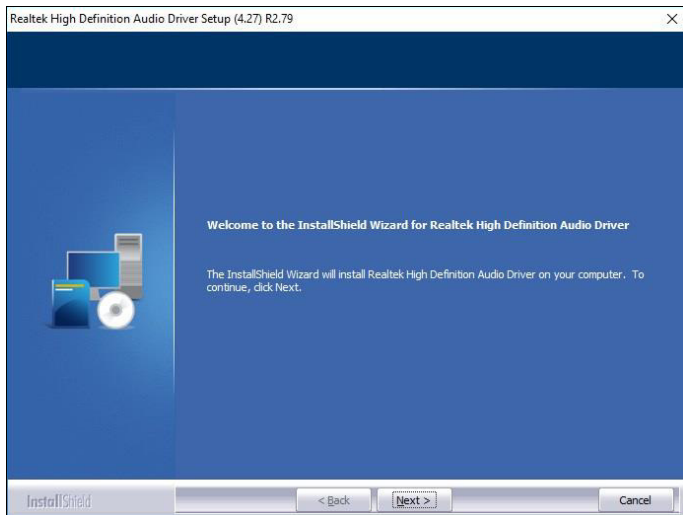 Realtek High Definition Audio Driver Setup (4.27) R2.79
Welcome to the InstallShield Wizard for Realtek High Definition Audio Driver
The InstallShield Wizard will install Realtek High Definition Audio Driver on your computer. To
continue, click Next.
InstallShield
< Back
Next >
Cancel